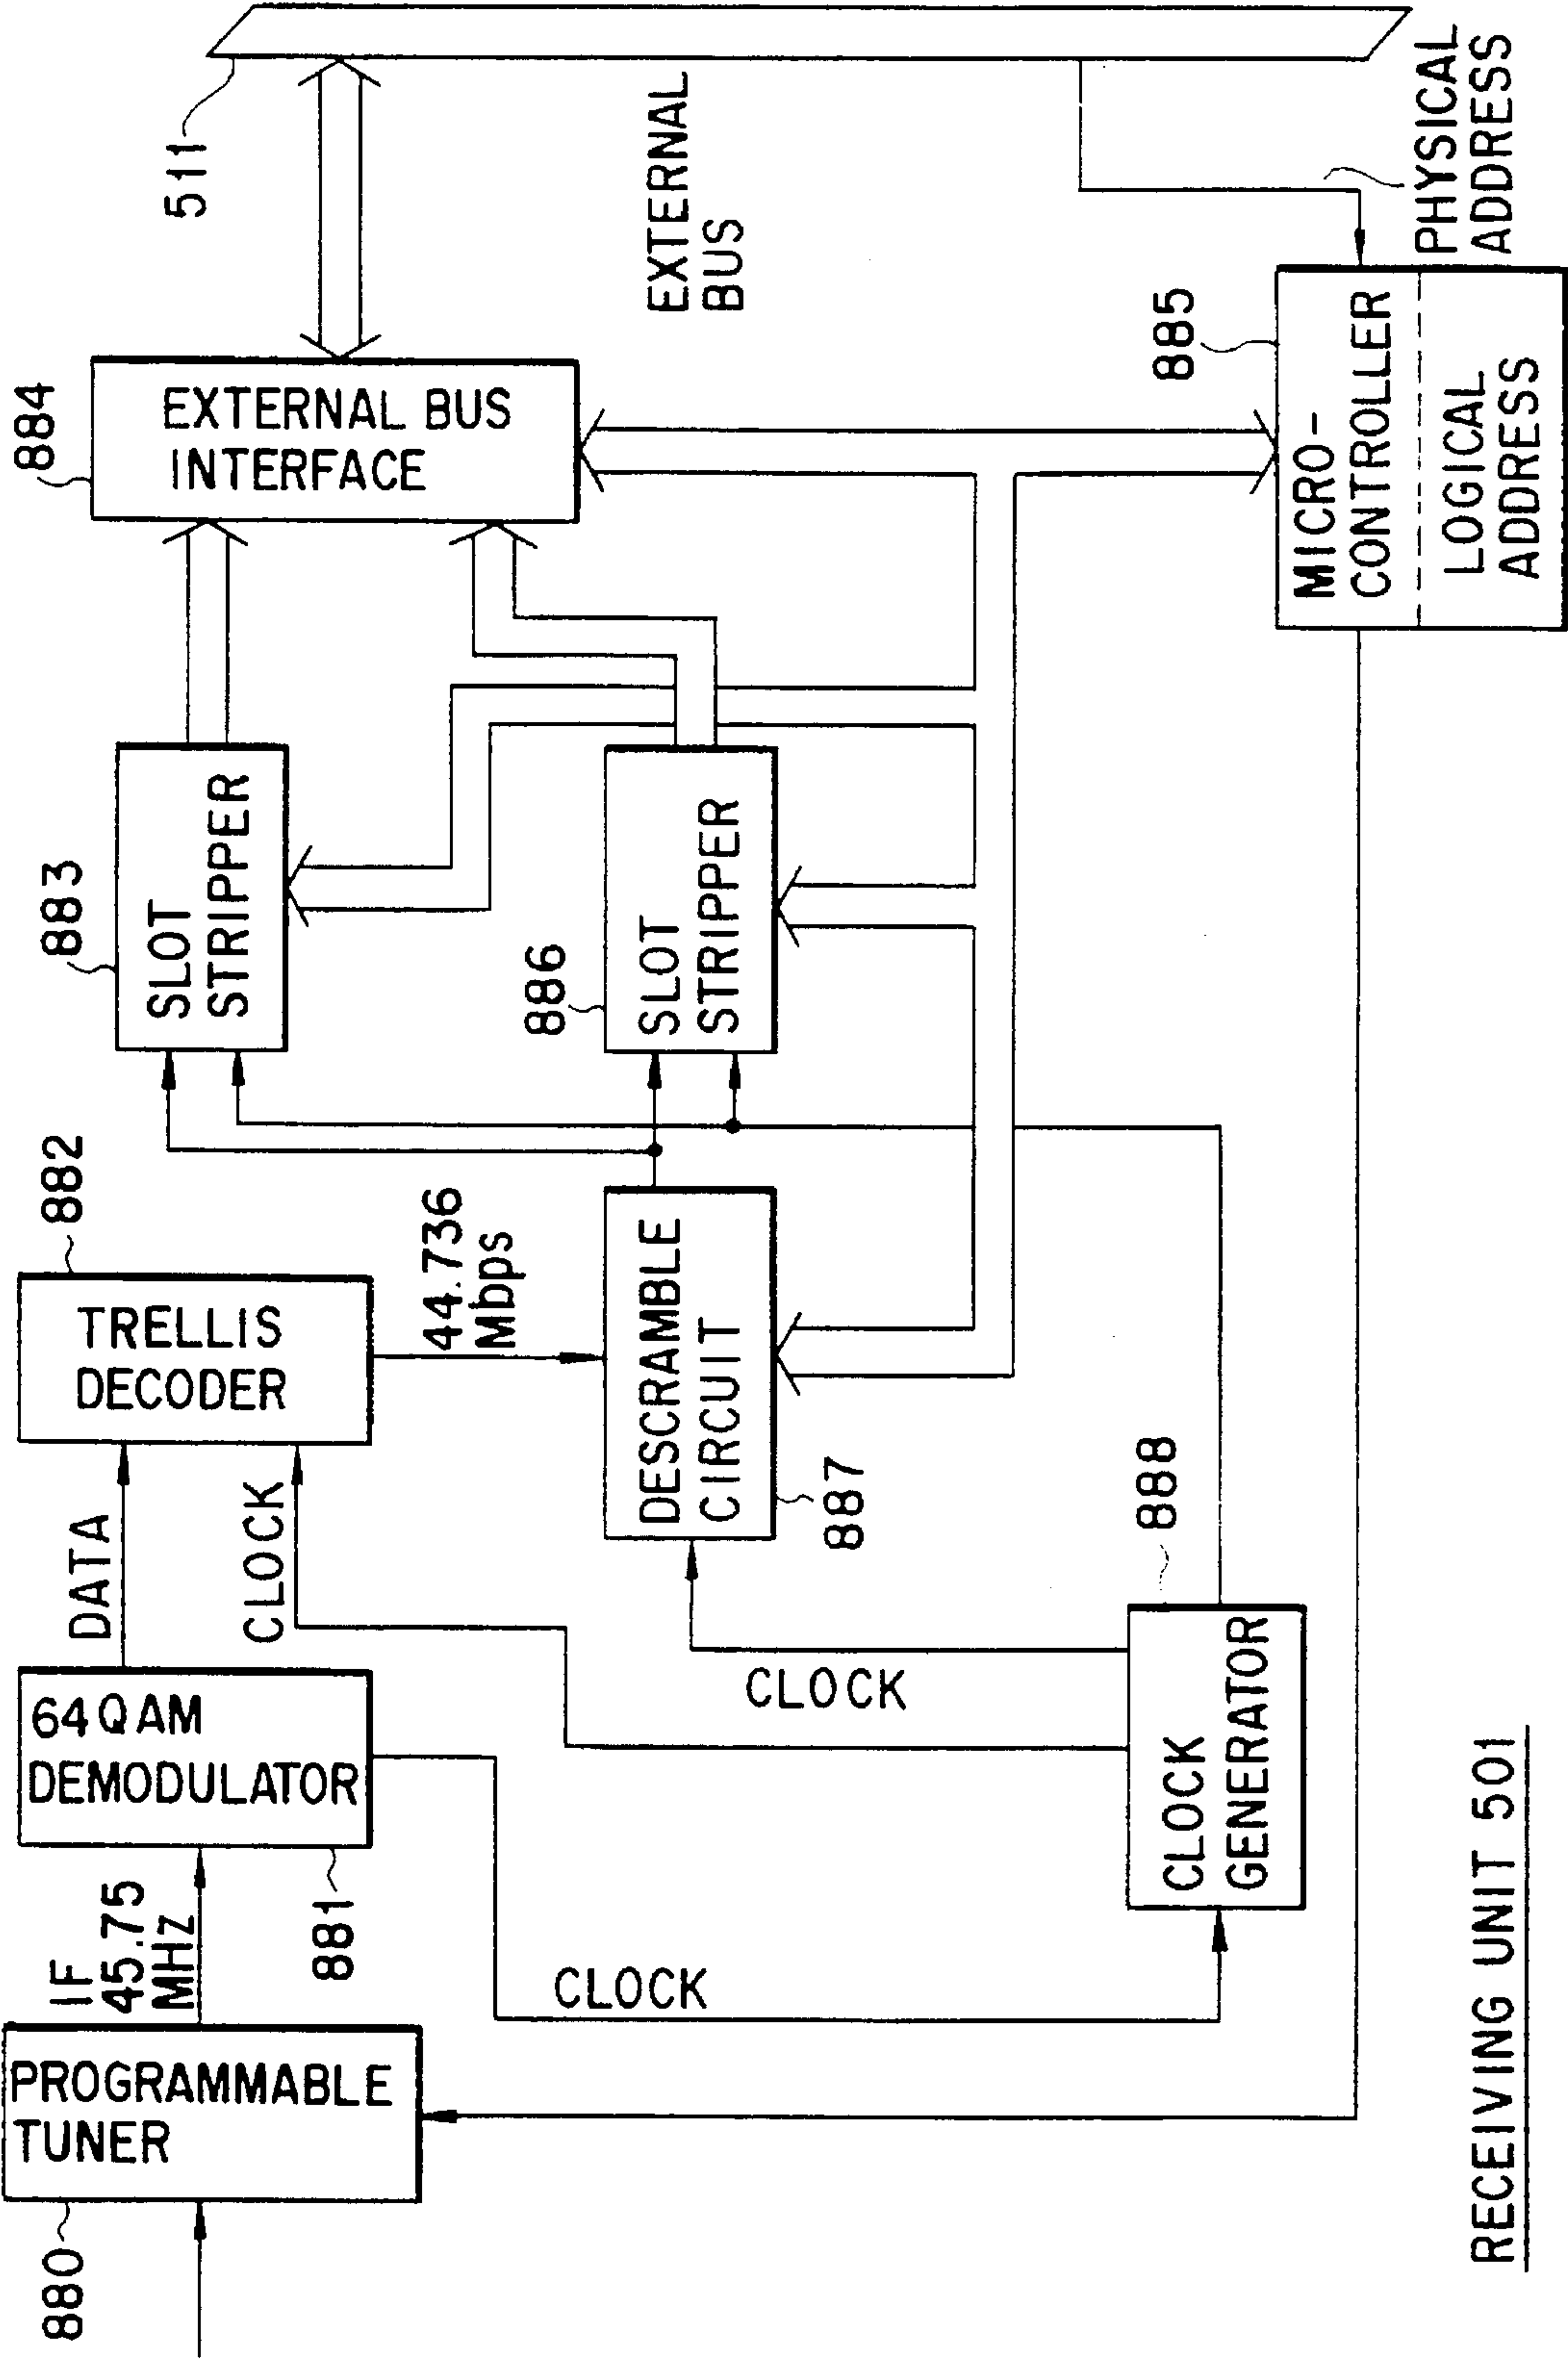 880
PROGRAMMABLE
TUNER
IF
45.75
MHz
64QAM
DEMODULATOR
881
DATA
CLOCK
882
TRELLIS
DECODER
44.736
Mbps
883
SLOT
STRIPPER
884
EXTERNAL BUS
INTERFACE
511
EXTERNAL
BUS
886
SLOT
STRIPPER
DESCRAMBLE
CIRCUIT
887
CLOCK
CLOCK
888
CLOCK
GENERATOR
885
MICRO-
CONTROLLER
LOGICAL
ADDRESS
PHYSICAL
ADDRESS
RECEIVING UNIT 501